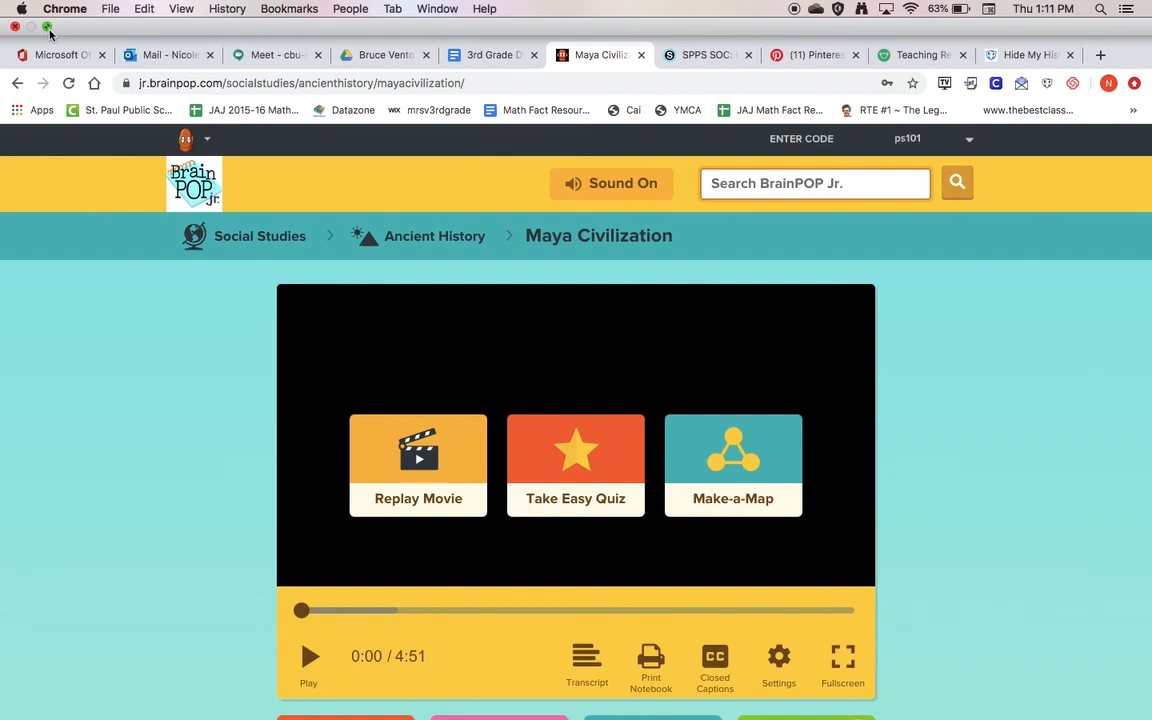 Chrome File Edit View History Bookmarks People Tab Window Help 63% Thu 1:11 PM
Microsoft Of Mail - Nicole Meet - cbu- Bruce Vento 3rd Grade D Maya Civiliz SPPS SOC: (11) Pinteres Teaching Re Hide My His
jr.brainpop.com/socialstudies/ancienthistory/mayacivilization/ TV C N
Apps C St. Paul Public Sc... JAJ 2015-16 Math... Datazone WIX mrsv3rdgrade Math Fact Resour... Cai YMCA JAJ Math Fact Re... RTE #1 ~ The Leg... www.thebestclass... »
ENTER CODE ps101
Brain POP jr. Sound On Search BrainPOP Jr.
Social Studies Ancient History Maya Civilization
Replay Movie Take Easy Quiz Make-a-Map
0:00 / 4:51 CC
Play Transcript Print Notebook Closed Captions Settings Fullscreen